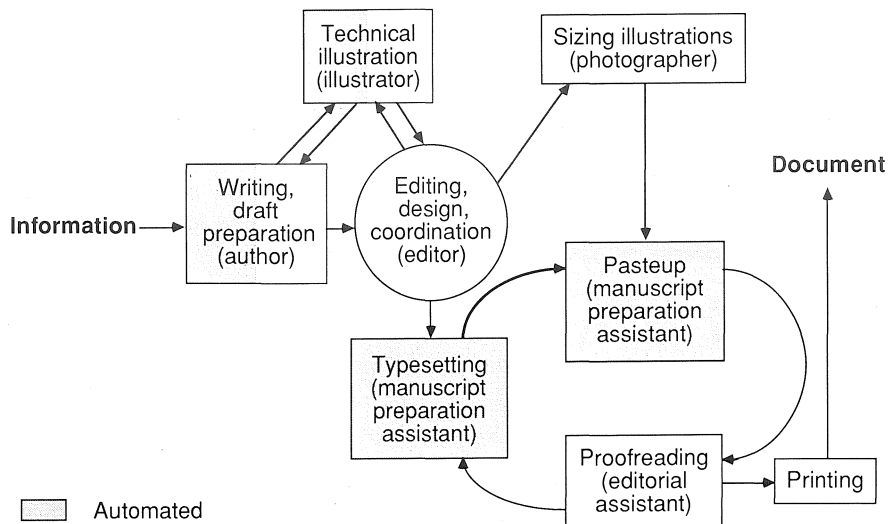 Technical
illustration
(illustrator)
Sizing illustrations
(photographer)
Document
Writing,
draft
preparation
(author)
Editing,
design,
coordination
(editor)
Information
Pasteup
(manuscript
preparation
assistant)
Typesetting
(manuscript
preparation
assistant)
Proofreading
(editorial
assistant)
Printing
Automated